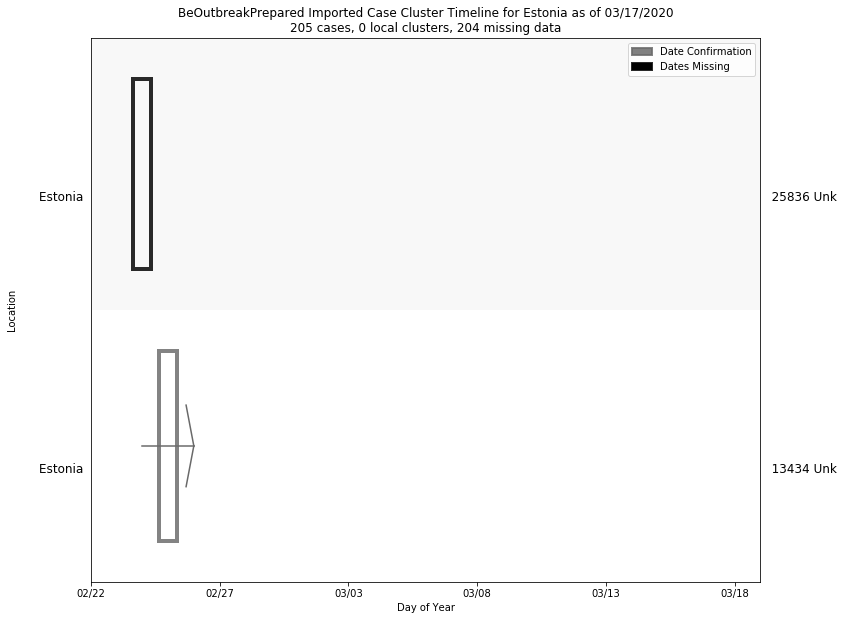 BeOutbreakPrepared Imported Case Cluster Timeline for Estonia as of 03/17/2020
205 cases, 0 local clusters, 204 missing data
Date Confirmation
Dates Missing
Estonia
25836 Unk
Location
Estonia
13434 Unk
02/22
02/27
03/03
03/08
03/13
03/18
Day of Year